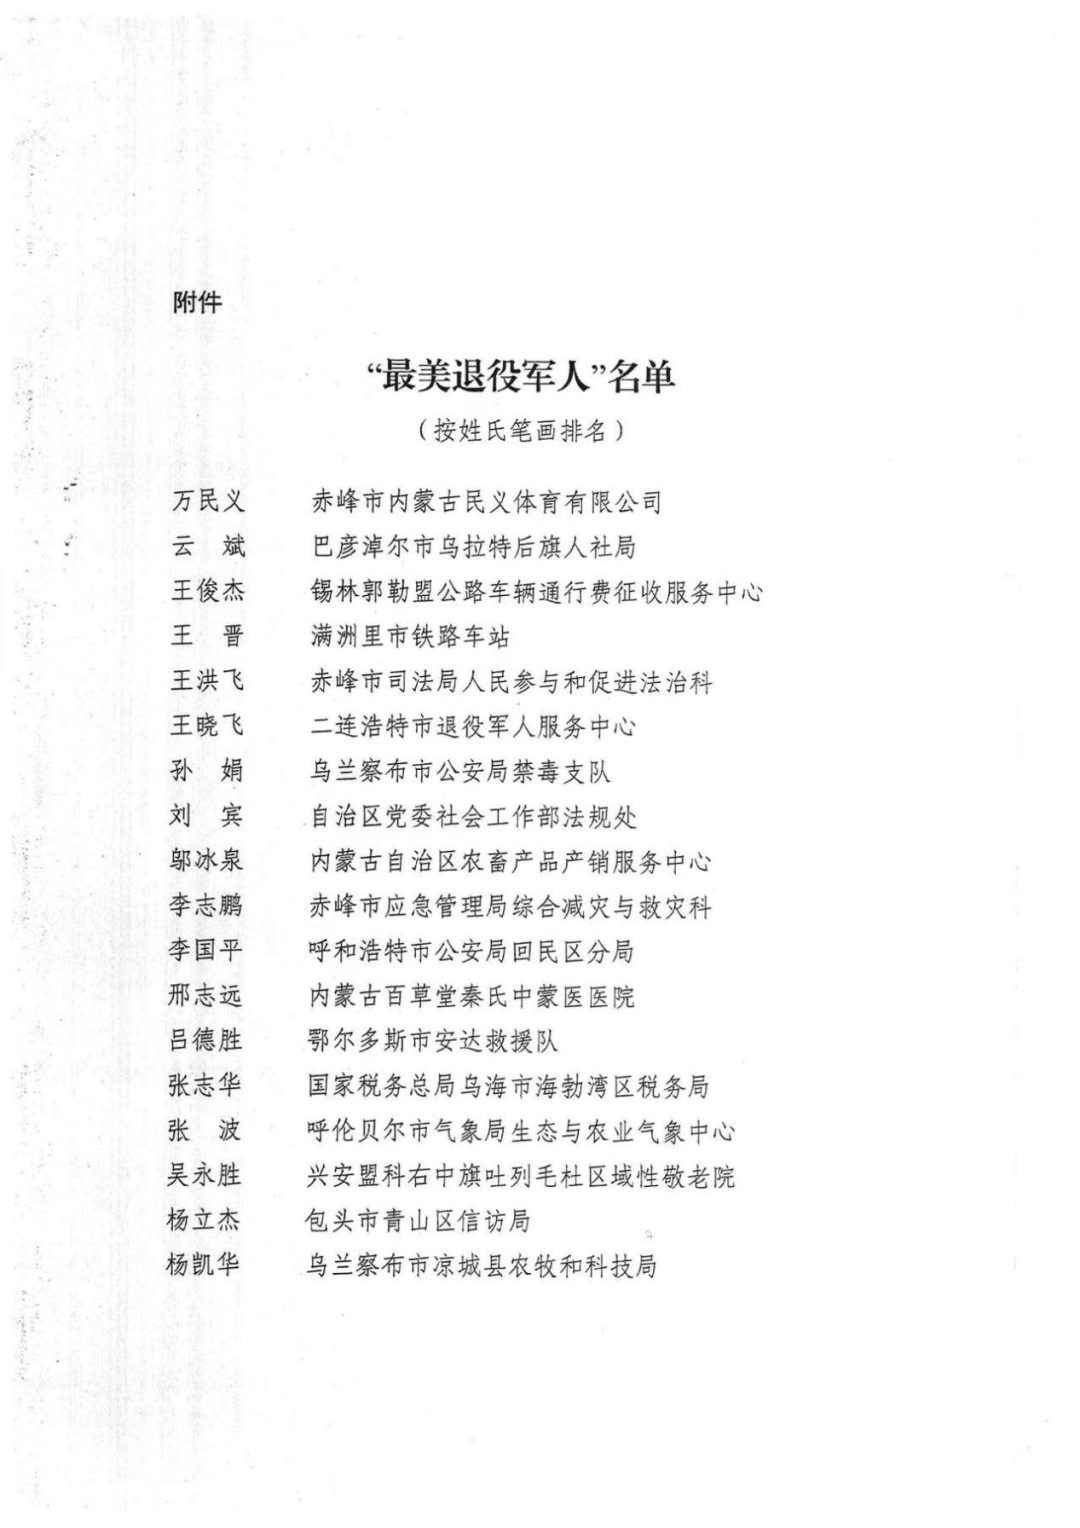 附件
“最美退役军人”名单
（按姓氏笔画排名）
万民义 赤峰市内蒙古民义体育有限公司
云 斌 巴彦淖尔市乌拉特后旗人社局
王俊杰 锡林郭勒盟公路车辆通行费征收服务中心
王 晋 满洲里市铁路车站
王洪飞 赤峰市司法局人民参与和促进法治科
王晓飞 二连浩特市退役军人服务中心
孙 娟 乌兰察布市公安局禁毒支队
刘 宾 自治区党委社会工作部法规处
邬冰泉 内蒙古自治区农畜产品产销服务中心
李志鹏 赤峰市应急管理局综合减灾与救灾科
李国平 呼和浩特市公安局回民区分局
邢志远 内蒙古百草堂秦氏中蒙医医院
吕德胜 鄂尔多斯市安达救援队
张志华 国家税务总局乌海市海勃湾区税务局
张 波 呼伦贝尔市气象局生态与农业气象中心
吴永胜 兴安盟科右中旗吐列毛杜区域性敬老院
杨立杰 包头市青山区信访局
杨凯华 乌兰察布市凉城县农牧和科技局